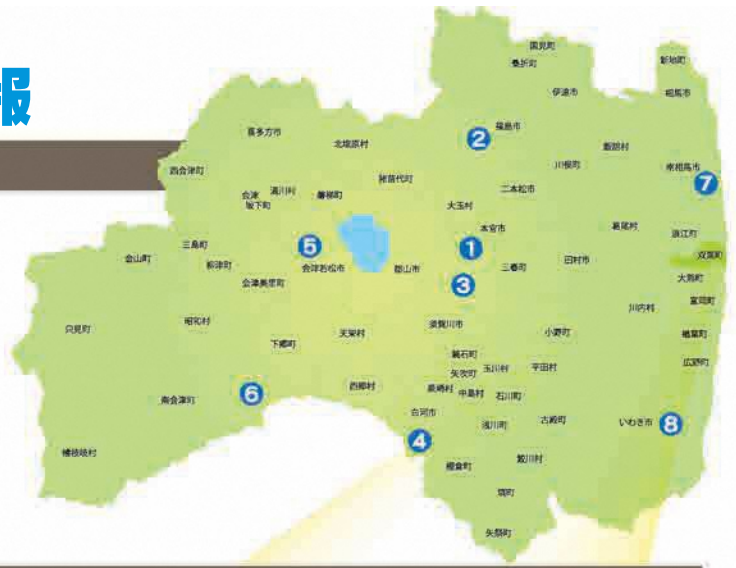 報
国見町
桑折町
新地町
伊達市
相馬市
喜多方市
福島市
②
北塩原村
飯舘村
西会津町
猪苗代町
川俣町
南相馬市
⑦
会津
坂下町
湯川村
磐梯町
二本松市
大玉村
本宮市
葛尾村
浪江町
三島町
⑤
①
双葉町
金山町
柳津町
会津若松市
郡山市
三春町
田村市
会津美里町
③
大熊町
富岡町
川内村
只見町
昭和村
天栄村
須賀川市
小野町
楢葉町
下郷町
鏡石町
矢吹町
玉川村
平田村
広野町
南会津町
⑥
西郷村
泉崎村
中島村
石川町
白河市
浅川町
古殿町
いわき市
⑧
④
檜枝岐村
棚倉町
鮫川村
塙町
矢祭町